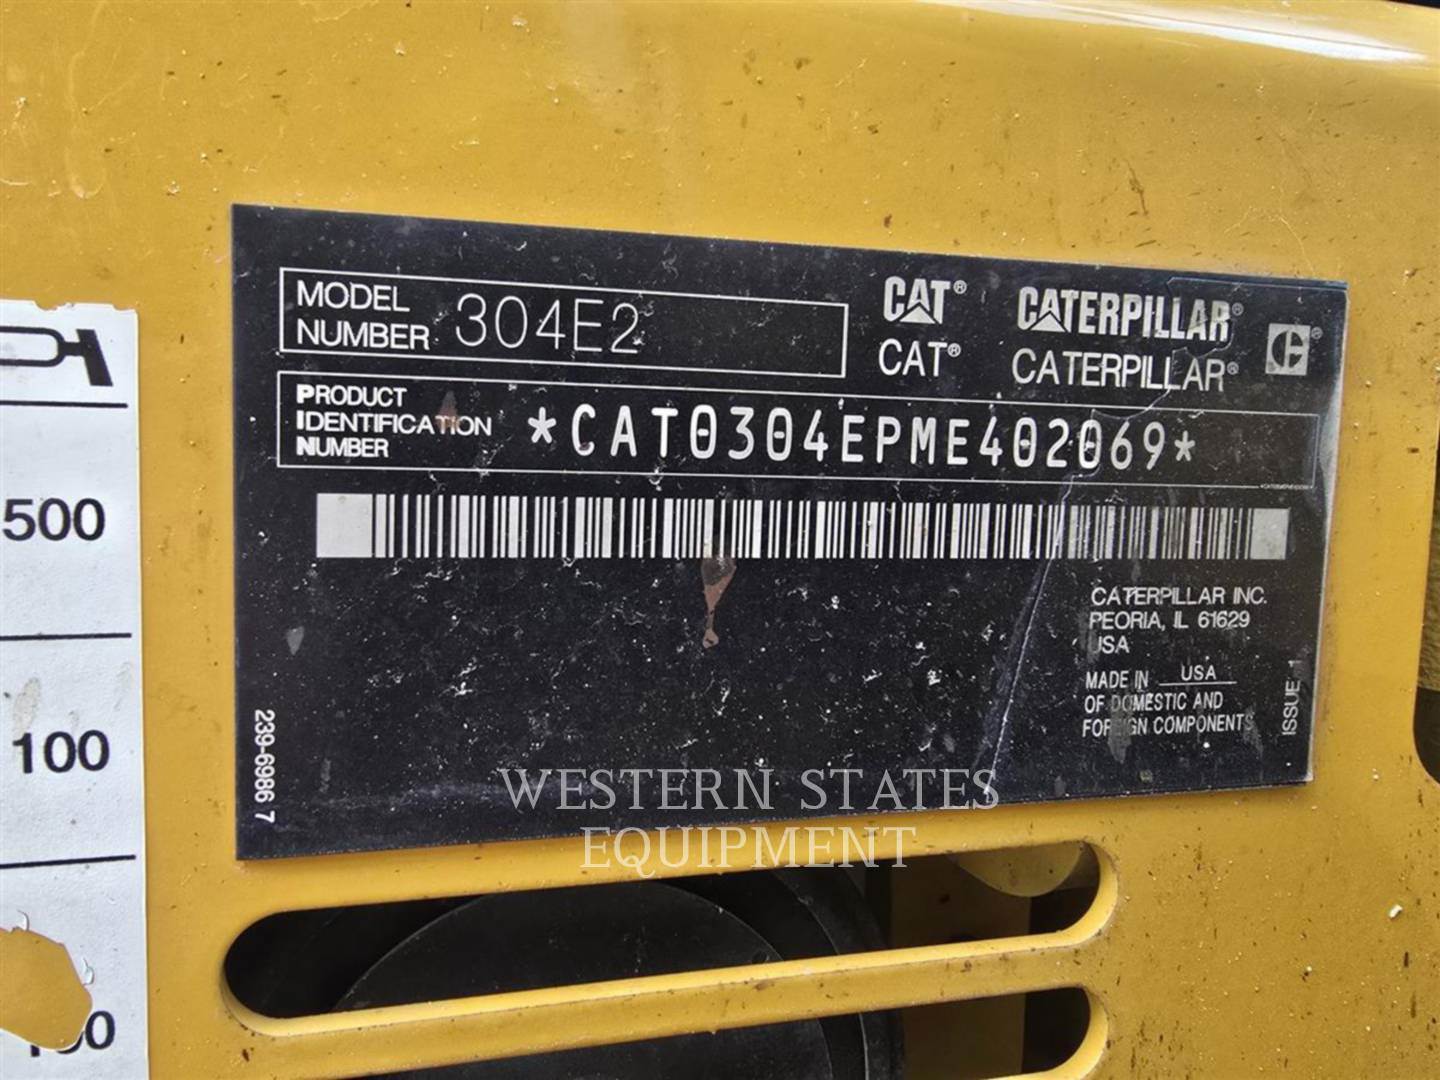 MODEL
NUMBER 304E2
CAT® CATERPILLAR®
CAT® CATERPILLAR®
PRODUCT
IDENTIFICATION
NUMBER
*CAT0304EPME402069*
CATERPILLAR INC.
PEORIA, IL 61629
USA
MADE IN USA
OF DOMESTIC AND
FOREIGN COMPONENTS
ISSUE 1
239-6986 7
500
100
WESTERN STATES
EQUIPMENT